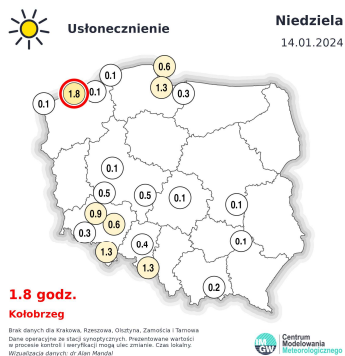 Usłonecznienie
Niedziela
14.01.2024
0.6
0.1
1.3
0.3
1.8
0.1
0.1
0.1
0.5
0.5
0.1
0.1
0.9
0.6
0.3
0.1
0.4
1.3
1.3
0.2
1.8 godz.
Kołobrzeg
Brak danych dla Krakowa, Rzeszowa, Olsztyna, Zamościa i Tarnowa
Dane operacyjne ze stacji synoptycznych. Prezentowane wartości
w procesie kontroli i weryfikacji mogą ulec zmianie. Czas lokalny.
Wizualizacja danych: dr Alan Mandal
IM
GW
Centrum
Modelowania
Meteorologicznego